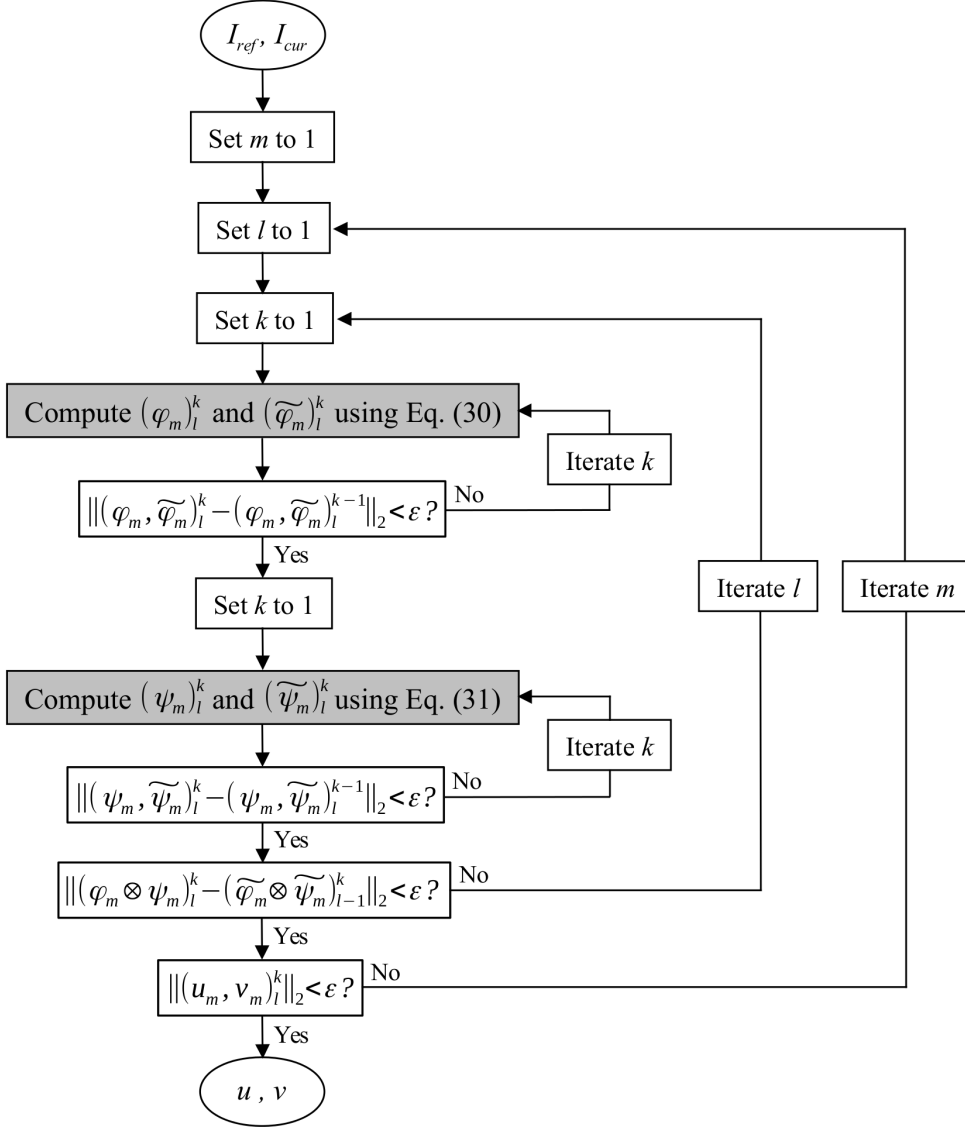 I_ref, I_cur
Set m to 1
Set l to 1
Set k to 1
Compute (φ_m)_l^k and (φ̃_m)_l^k using Eq. (30)
Iterate k
‖(φ_m, φ̃_m)_l^k − (φ_m, φ̃_m)_l^{k−1}‖_2 < ε?
No
Yes
Iterate l
Iterate m
Set k to 1
Compute (ψ_m)_l^k and (ψ̃_m)_l^k using Eq. (31)
Iterate k
‖(ψ_m, ψ̃_m)_l^k − (ψ_m, ψ̃_m)_l^{k−1}‖_2 < ε?
No
Yes
‖(φ_m ⊗ ψ_m)_l^k − (φ̃_m ⊗ ψ̃_m)_{l−1}^k‖_2 < ε?
No
Yes
‖(u_m, v_m)_l^k‖_2 < ε?
No
Yes
u , v